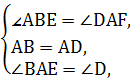 ∠ABE = ∠DAF,
AB = AD,
∠BAE = ∠D,